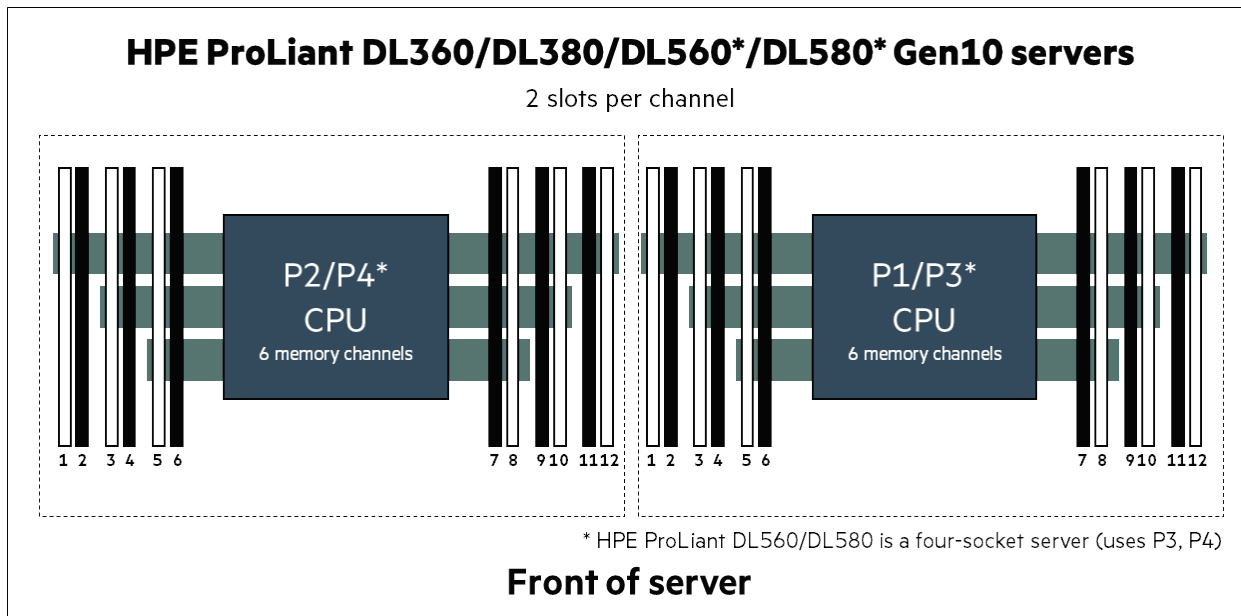 HPE ProLiant DL360/DL380/DL560*/DL580* Gen10 servers
2 slots per channel
P2/P4*
CPU
6 memory channels
1 2 3 4 5 6 7 8 9 10 11 12
P1/P3*
CPU
6 memory channels
1 2 3 4 5 6 7 8 9 10 11 12
* HPE ProLiant DL560/DL580 is a four-socket server (uses P3, P4)
Front of server